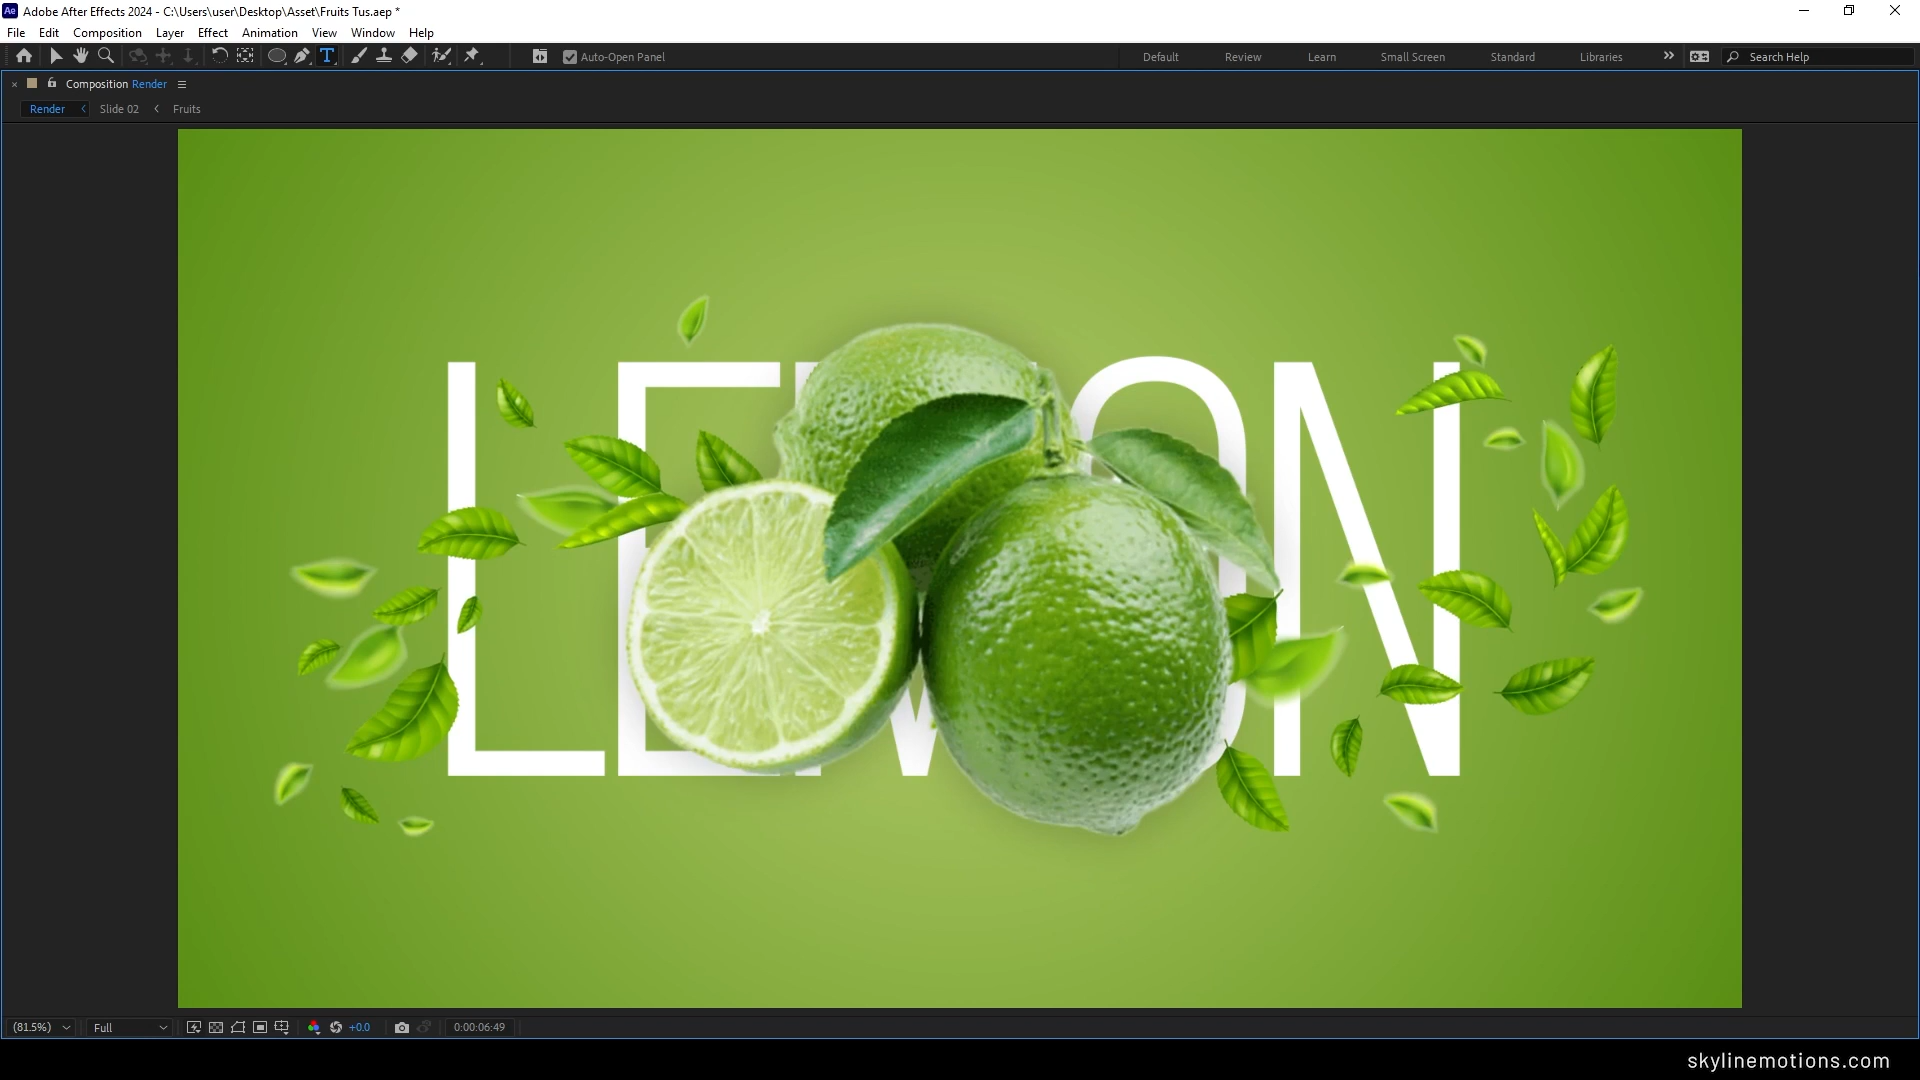 Ae Adobe After Effects 2024 - C:\Users\user\Desktop\Asset\Fruits Tus.aep *
File Edit Composition Layer Effect Animation View Window Help
T Auto-Open Panel Default Review Learn Small Screen Standard Libraries Search Help
Composition Render
Render Slide 02 Fruits
LEMON
(81.5%) Full +0.0 0:00:06:49
skylinemotions.com